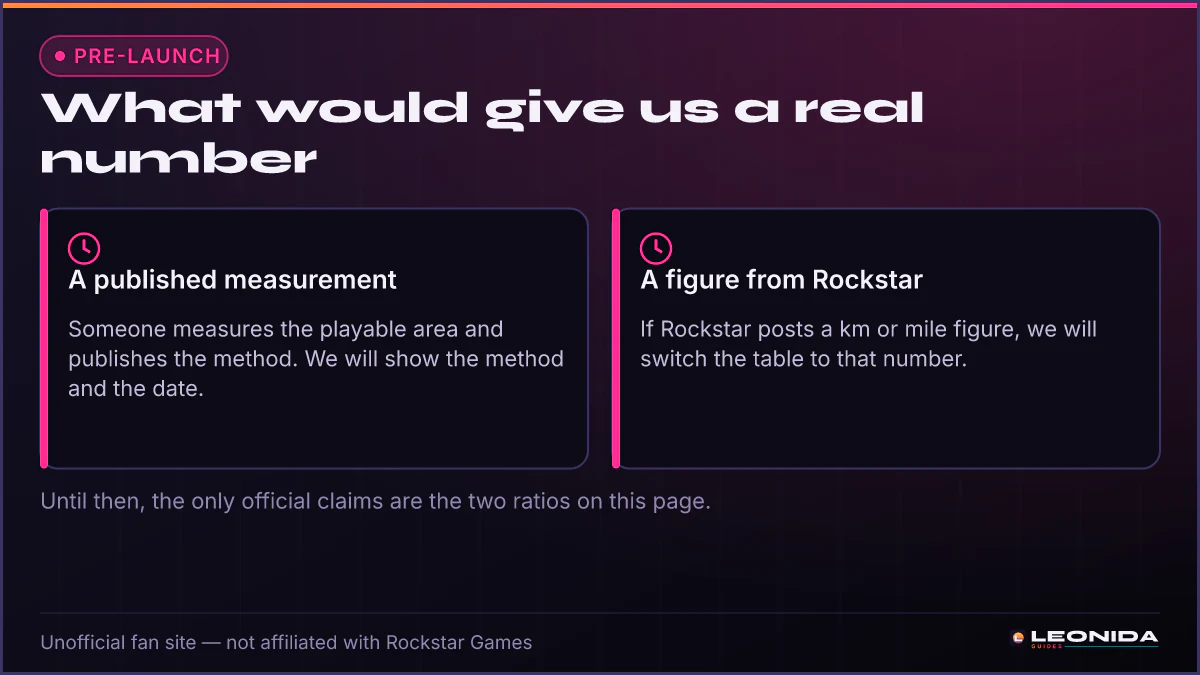 PRE-LAUNCH
What would give us a real
number
A published measurement
Someone measures the playable area and
publishes the method. We will show the method
and the date.
A figure from Rockstar
If Rockstar posts a km or mile figure, we will
switch the table to that number.
Until then, the only official claims are the two ratios on this page.
Unofficial fan site — not affiliated with Rockstar Games
LEONIDA
GUIDES